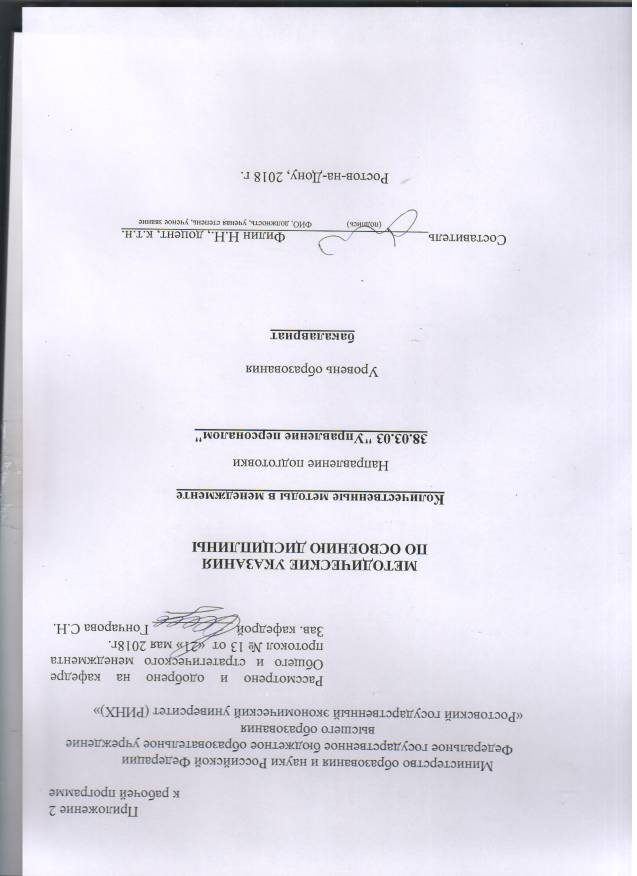 Приложение 2
к рабочей программе
Министерство образования и науки Российской Федерации
Федеральное государственное бюджетное образовательное учреждение
высшего образования
«Ростовский государственный экономический университет (РИНХ)»
Рассмотрено и одобрено на кафедре
Общего и стратегического менеджмента
протокол № 13 от «21» мая 2018г.
Зав. кафедрой Гончарова С.Н.
МЕТОДИЧЕСКИЕ УКАЗАНИЯ
ПО ОСВОЕНИЮ ДИСЦИПЛИНЫ
Количественные методы в менеджменте
Направление подготовки
38.03.03 "Управление персоналом"
Уровень образования
бакалавриат
Составитель Филин Н.Н., доцент, к.т.н.
(подпись) ФИО, должность, ученая степень, ученое звание
Ростов-на-Дону, 2018 г.